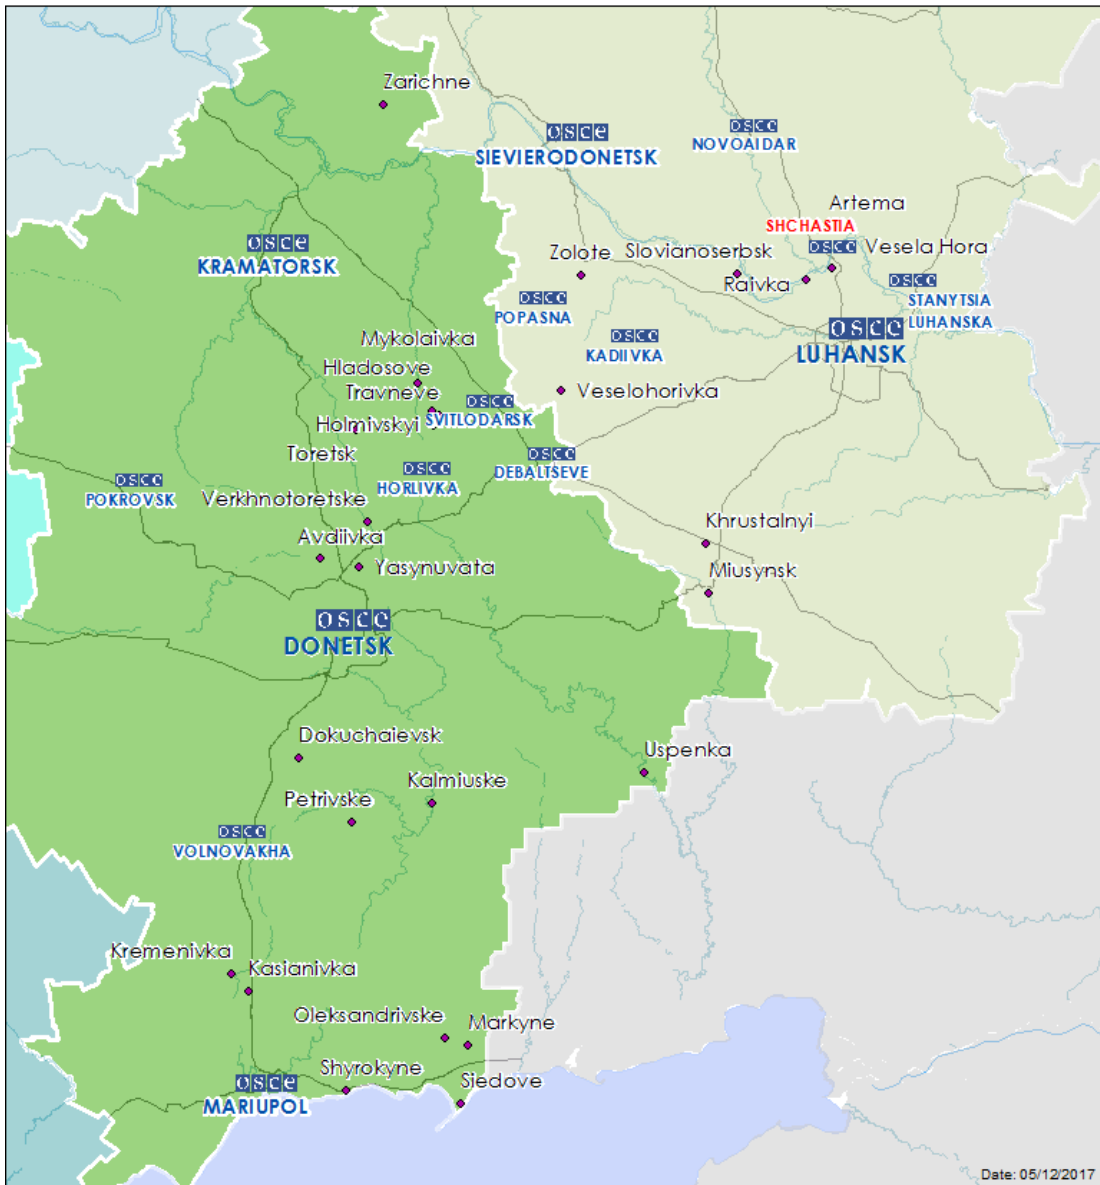 Zarichne
osce
SIEVIERODONETSK
osce
NOVOAIDAR
Artema
SHCHASTIA
osce
Vesela Hora
osce
KRAMATORSK
Zolote
Slovianoserbsk
Raivka
osce
STANYTSIA
LUHANSKA
osce
POPASNA
osce
KADIIVKA
osce
LUHANSK
Mykolaivka
Hladosove
Travneve
Veselohorivka
osce
SVITLODARSK
Holmivskyi
Toretsk
osce
HORLIVKA
osce
DEBALTSEVE
osce
POKROVSK
Verkhnotoretske
Avdiivka
Yasynuvata
Khrustalnyi
Miusynsk
osce
DONETSK
Dokuchaievsk
Uspenka
Kalmiuske
Petrivske
osce
VOLNOVAKHA
Kremenivka
Kasianivka
Oleksandrivske
Markyne
Shyrokyne
Siedove
osce
MARIUPOL
Date: 05/12/2017